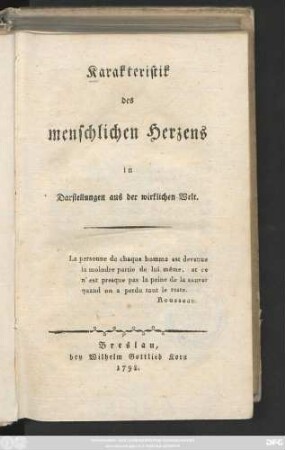 Karakteristik
des
menschlichen Herzens
in
Darstellungen aus der wirklichen Welt.
La personne de chaque homme est devenue
la moindre partie de lui même, et ce
n'est presque pas la peine de la sauver
quand on a perdu tout le reste.
Rousseau.
Breslau,
bey Wilhelm Gottlieb Korn
1792.